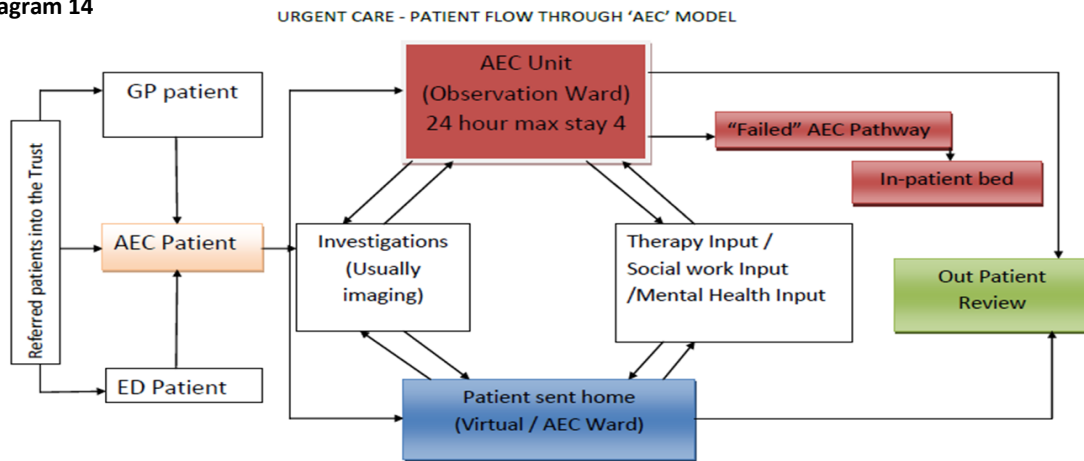 agram 14
URGENT CARE - PATIENT FLOW THROUGH ‘AEC’ MODEL
Referred patients into the Trust
GP patient
AEC Patient
ED Patient
AEC Unit
(Observation Ward)
24 hour max stay 4
“Failed” AEC Pathway
In-patient bed
Investigations
(Usually
imaging)
Therapy Input /
Social work Input
/Mental Health Input
Out Patient
Review
Patient sent home
(Virtual / AEC Ward)